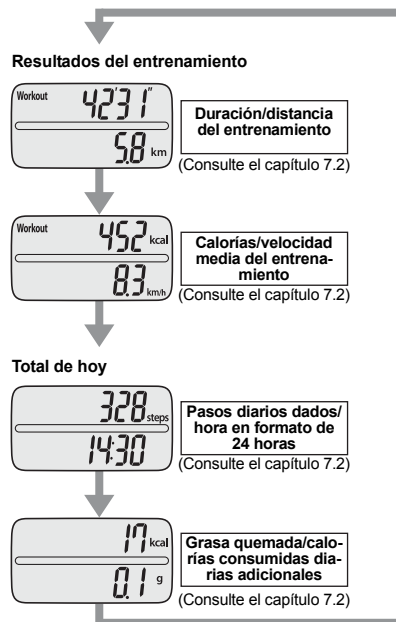 Resultados del entrenamiento
Workout 42'31"
5.8 km
Duración/distancia
del entrenamiento
(Consulte el capítulo 7.2)
Workout 452 kcal
8.3 km/h
Calorías/velocidad
media del entrena-
miento
(Consulte el capítulo 7.2)
Total de hoy
328 steps
14:30
Pasos diarios dados/
hora en formato de
24 horas
(Consulte el capítulo 7.2)
17 kcal
0.1 g
Grasa quemada/calo-
rías consumidas dia-
rias adicionales
(Consulte el capítulo 7.2)